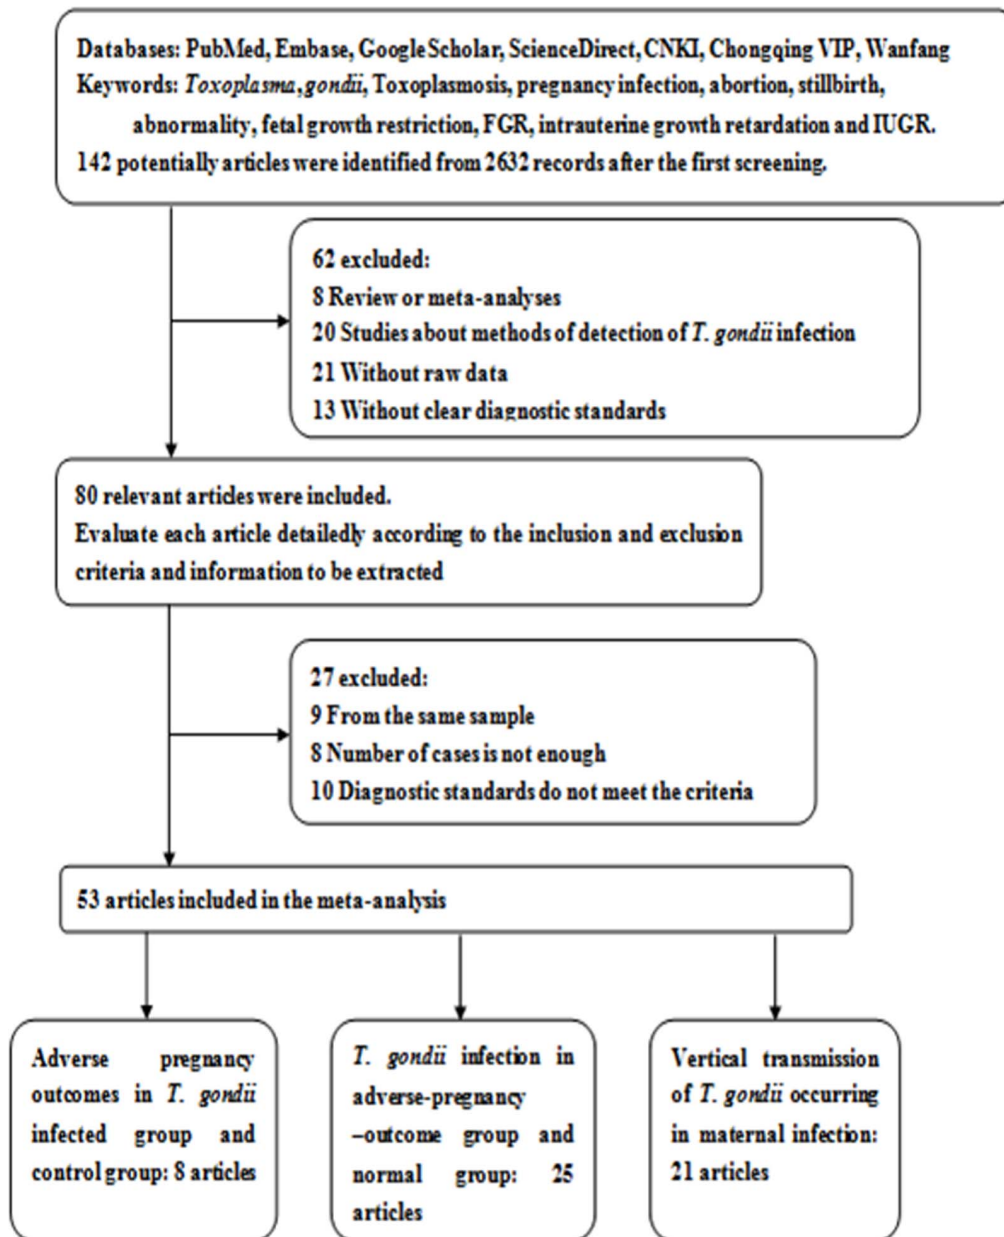 Databases: PubMed, Embase, Google Scholar, ScienceDirect, CNKI, Chongqing VIP, Wanfang
Keywords: Toxoplasma, gondii, Toxoplasmosis, pregnancy infection, abortion, stillbirth,
abnormality, fetal growth restriction, FGR, intrauterine growth retardation and IUGR.
142 potentially articles were identified from 2632 records after the first screening.
62 excluded:
8 Review or meta-analyses
20 Studies about methods of detection of T. gondii infection
21 Without raw data
13 Without clear diagnostic standards
80 relevant articles were included.
Evaluate each article detailedly according to the inclusion and exclusion
criteria and information to be extracted
27 excluded:
9 From the same sample
8 Number of cases is not enough
10 Diagnostic standards do not meet the criteria
53 articles included in the meta-analysis
Adverse pregnancy
outcomes in T. gondii
infected group and
control group: 8 articles
T. gondii infection in
adverse-pregnancy
–outcome group and
normal group: 25
articles
Vertical transmission
of T. gondii occurring
in maternal infection:
21 articles